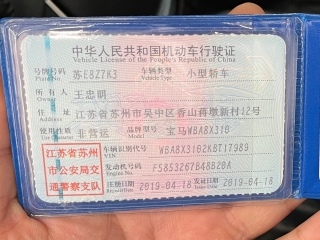 中华人民共和国机动车行驶证
Vehicle License of the People's Republic of China
号牌号码 苏E8Z7K3 车辆类型 小型轿车
Plate No. Vehicle Type
所有人 王忠明
Owner
住址 江苏省苏州市吴中区香山蒋墩新村12号
Address
使用性质 非营运 品牌型号 宝马WBA8X310
Use Character Model
江苏省苏州
市公安局交
通警察支队
车辆识别代号 WBA8X3102KBT17989
VIN
发动机号码 F5853267848B20A
Engine No.
注册日期 2019-04-18 发证日期 2019-04-18
Register Date Issue Date